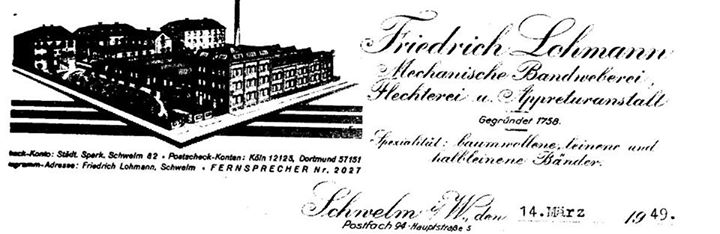 Friedrich Lohmann
Mechanische Bandweberei,
Flechterei u. Appreturanstalt
Gegründet 1758.
Spezialität: baumwollene, leinene und
halbleinene Bänder.
heck-Konto: Städt. Spark. Schwelm 82 • Postscheck-Konten: Köln 12125, Dortmund 57151
egramm-Adresse: Friedrich Lohmann, Schwelm • FERNSPRECHER Nr. 2027
Schwelm i/W., den 14.März 1949.
Postfach 94 · Hauptstraße 5